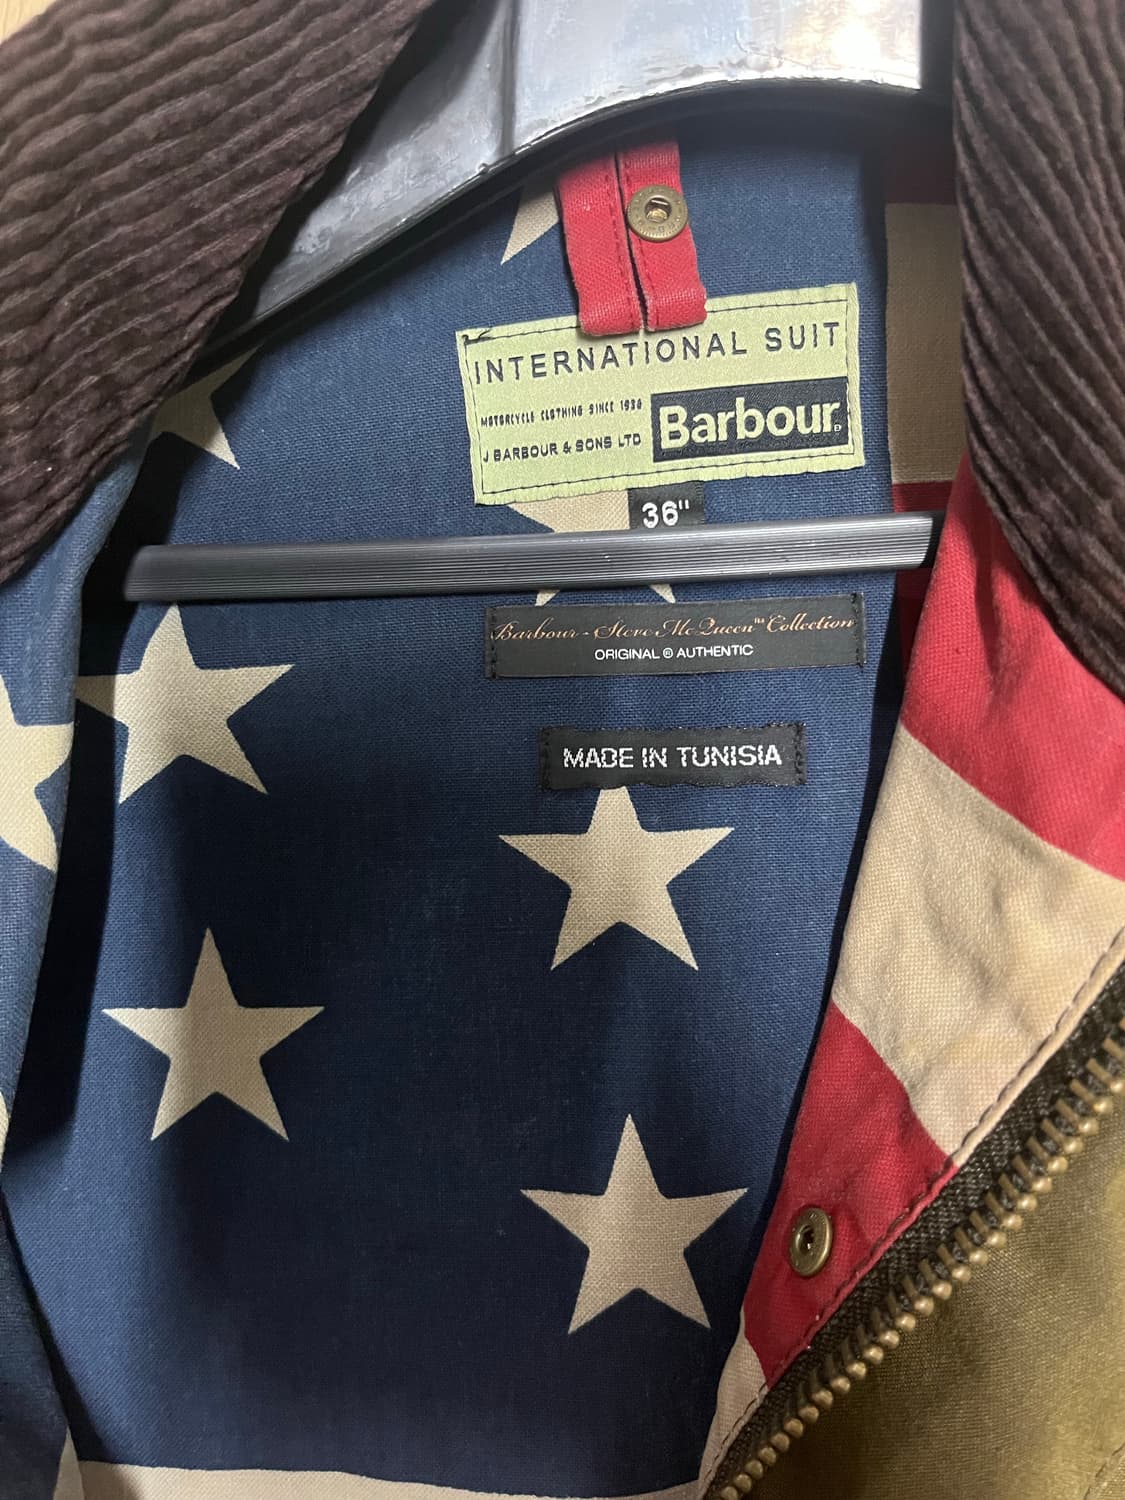 INTERNATIONAL SUIT
MOTORCYCLE CLOTHING SINCE 1936
J BARBOUR & SONS LTD
Barbour
36"
Barbour - Steve McQueen™ Collection
ORIGINAL ® AUTHENTIC
MADE IN TUNISIA